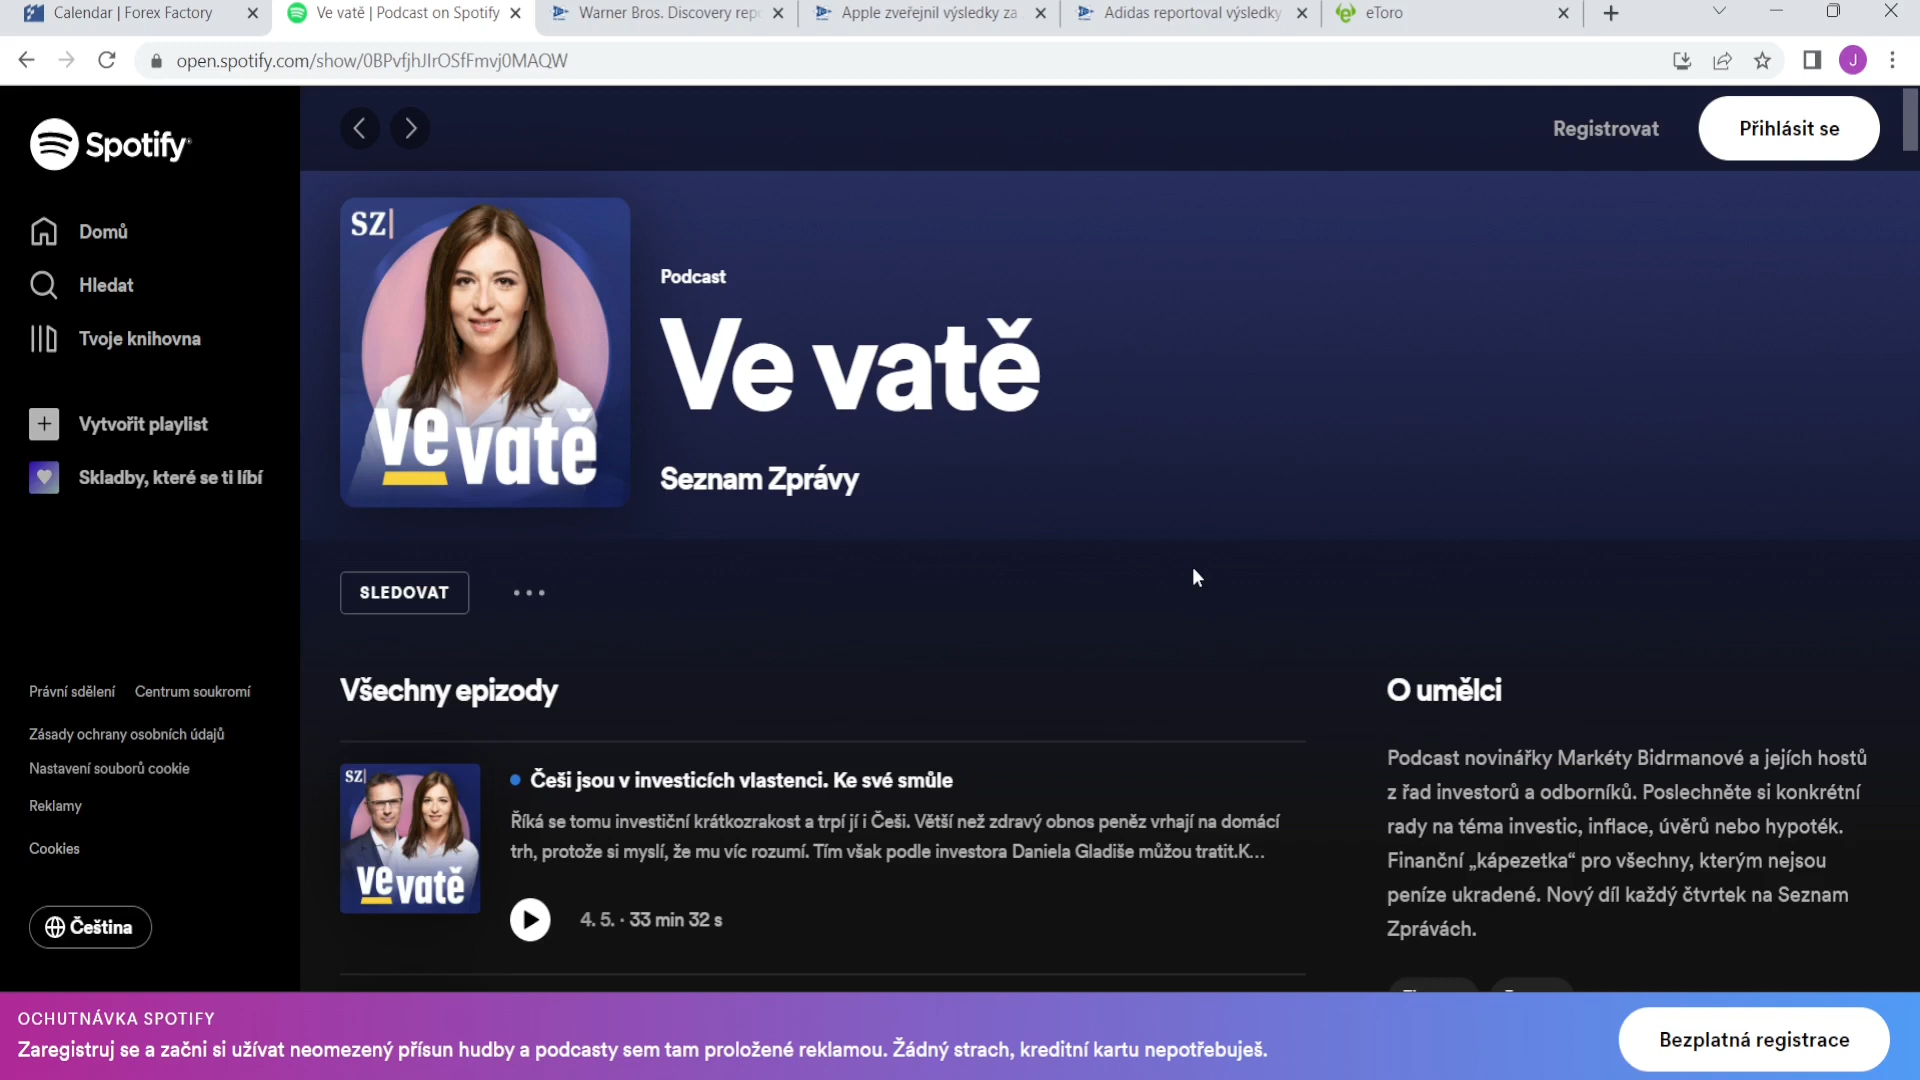 Calendar | Forex Factory
Ve vatě | Podcast on Spotify
Warner Bros. Discovery repo
Apple zveřejnil výsledky za
Adidas reportoval výsledky
eToro
open.spotify.com/show/0BPvfjhJIrOSfFmvj0MAQW
J
Spotify
Registrovat
Přihlásit se
Domů
Hledat
Tvoje knihovna
Vytvořit playlist
Skladby, které se ti líbí
SZ
ve vatě
Podcast
Ve vatě
Seznam Zprávy
SLEDOVAT
Všechny epizody
O umělci
SZ
ve vatě
Češi jsou v investicích vlastenci. Ke své smůle
Říká se tomu investiční krátkozrakost a trpí jí i Češi. Větší než zdravý obnos peněz vrhají na domácí
trh, protože si myslí, že mu víc rozumí. Tím však podle investora Daniela Gladiše můžou tratit.K...
4. 5. · 33 min 32 s
Podcast novinářky Markéty Bidrmanové a jejích hostů
z řad investorů a odborníků. Poslechněte si konkrétní
rady na téma investic, inflace, úvěrů nebo hypoték.
Finanční „kápezetka“ pro všechny, kterým nejsou
peníze ukradené. Nový díl každý čtvrtek na Seznam
Zprávách.
Právní sdělení Centrum soukromí
Zásady ochrany osobních údajů
Nastavení souborů cookie
Reklamy
Cookies
Čeština
OCHUTNÁVKA SPOTIFY
Zaregistruj se a začni si užívat neomezený přísun hudby a podcasty sem tam proložené reklamou. Žádný strach, kreditní kartu nepotřebuješ.
Bezplatná registrace